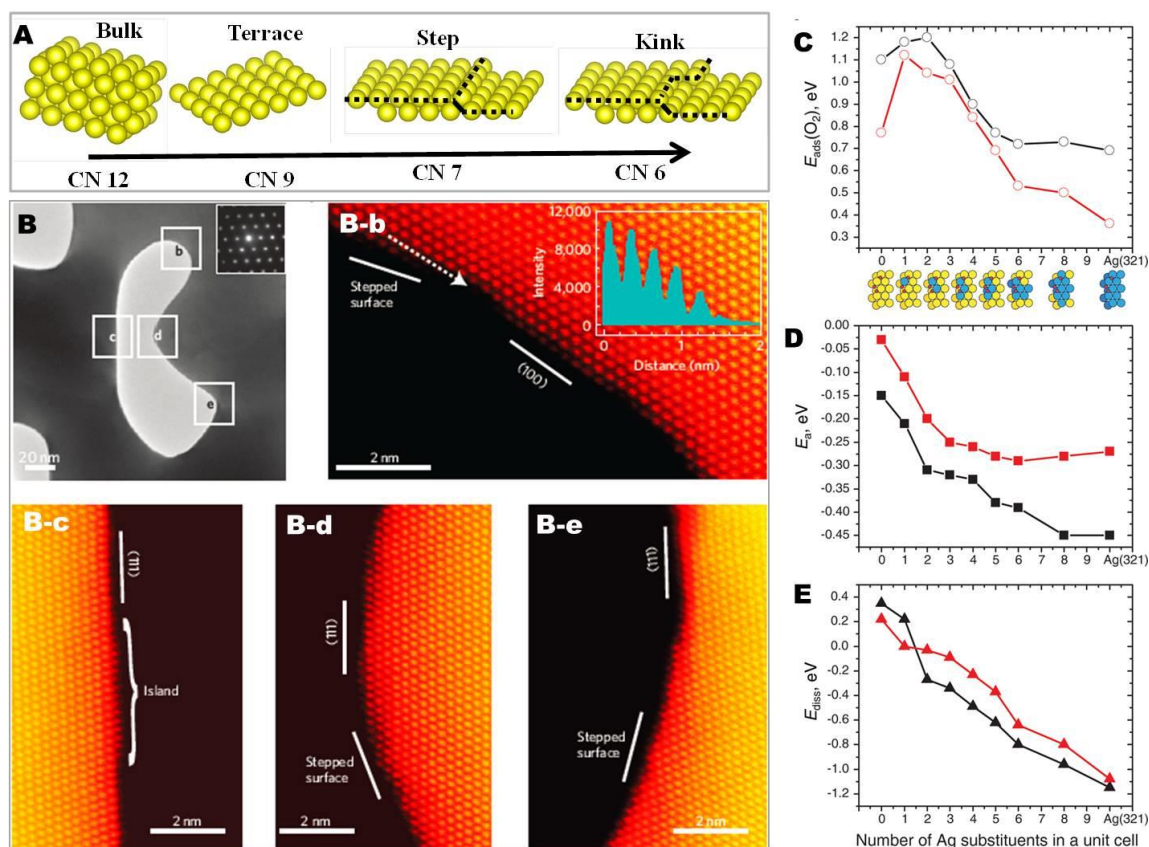 A
Bulk
Terrace
Step
Kink
CN 12
CN 9
CN 7
CN 6
B
b
c
d
e
20 nm
B-b
Stepped
surface
(100)
2 nm
12,000
8,000
4,000
0
Intensity
0
1
2
Distance (nm)
B-c
(111)
Island
2 nm
B-d
(111)
Stepped
surface
2 nm
B-e
(111)
Stepped
surface
2 nm
C
1.2
1.1
1.0
0.9
0.8
0.7
0.6
0.5
0.4
0.3
Eads(O2), eV
0 1 2 3 4 5 6 7 8 9 Ag(321)
D
0.00
-0.05
-0.10
-0.15
-0.20
-0.25
-0.30
-0.35
-0.40
-0.45
Ea, eV
0 1 2 3 4 5 6 7 8 9 Ag(321)
E
0.4
0.2
0.0
-0.2
-0.4
-0.6
-0.8
-1.0
-1.2
Ediss, eV
0 1 2 3 4 5 6 7 8 9 Ag(321)
Number of Ag substituents in a unit cell